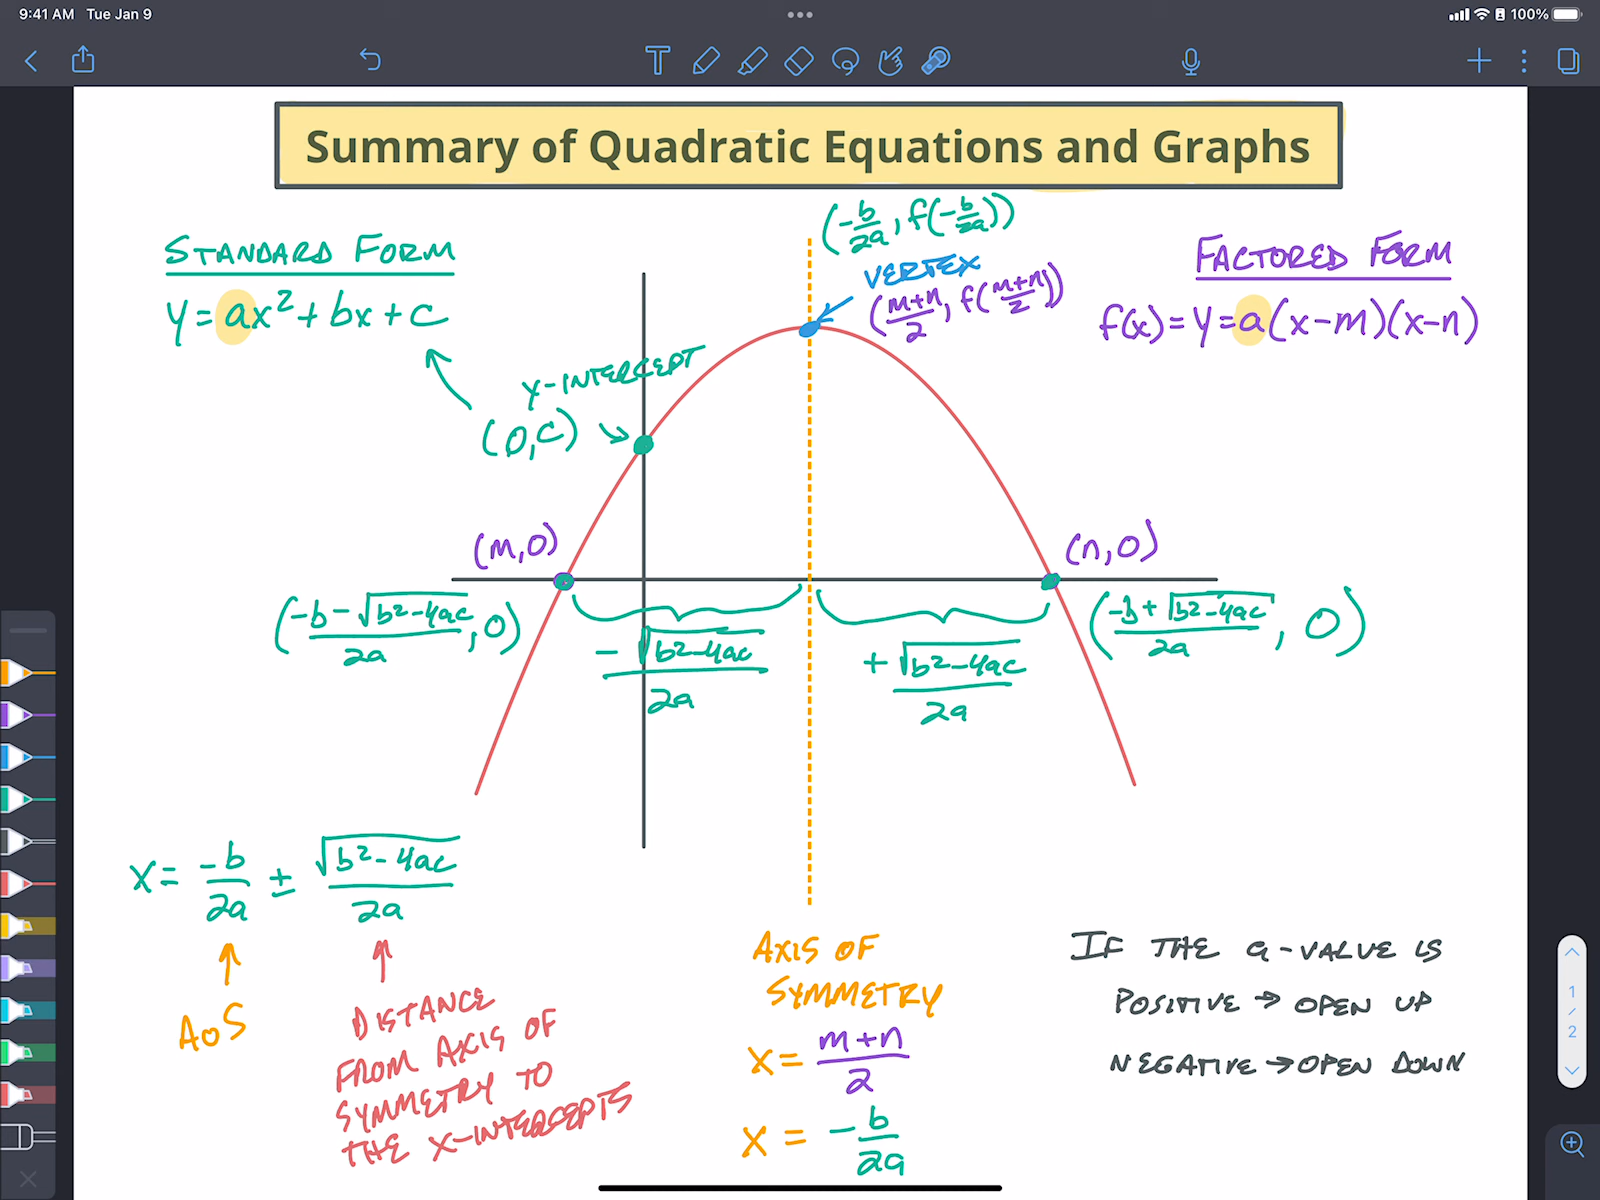 9:41 AM Tue Jan 9
100%
Summary of Quadratic Equations and Graphs
STANDARD FORM
y = ax² + bx + c
(-b/2a, f(-b/2a))
VERTEX
(m+n/2, f(m+n/2))
FACTORED FORM
f(x) = y = a(x-m)(x-n)
Y-INTERCEPT
(0,C)
(m,0)
(n,0)
(-b - √b²-4ac/2a, 0)
- √b²-4ac/2a
+ √b²-4ac/2a
(-b + √b²-4ac/2a, 0)
X = -b/2a ± √b²-4ac/2a
AoS
DISTANCE
FROM AXIS OF
SYMMETRY TO
THE X-INTERCEPTS
AXIS OF
SYMMETRY
X = m+n/2
X = -b/2a
IF THE a-VALUE IS
POSITIVE → OPEN UP
NEGATIVE → OPEN DOWN
1
/
2